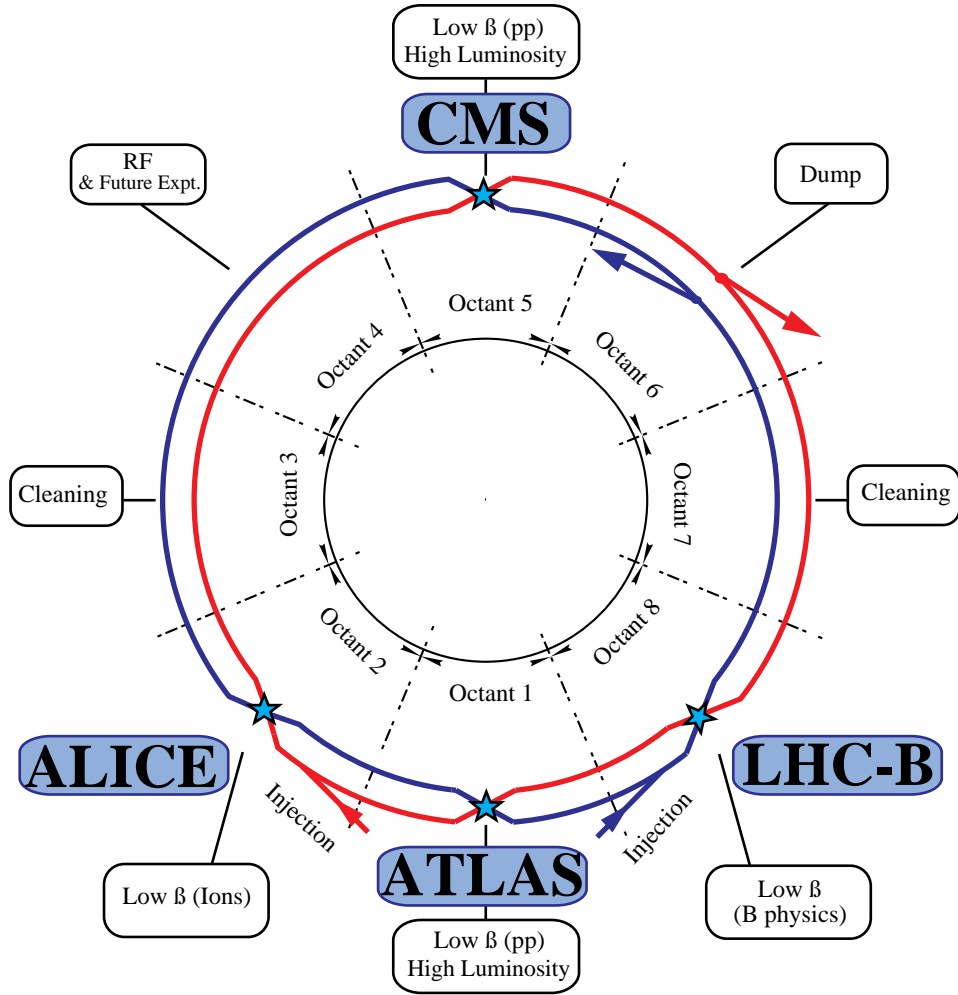 Low ß (pp)
High Luminosity
CMS
RF
& Future Expt.
Dump
Octant 5
Octant 4
Octant 6
Cleaning
Octant 3
Octant 7
Cleaning
Octant 2
Octant 8
Octant 1
ALICE
LHC-B
Injection
Injection
ATLAS
Low ß (Ions)
Low ß
(B physics)
Low ß (pp)
High Luminosity